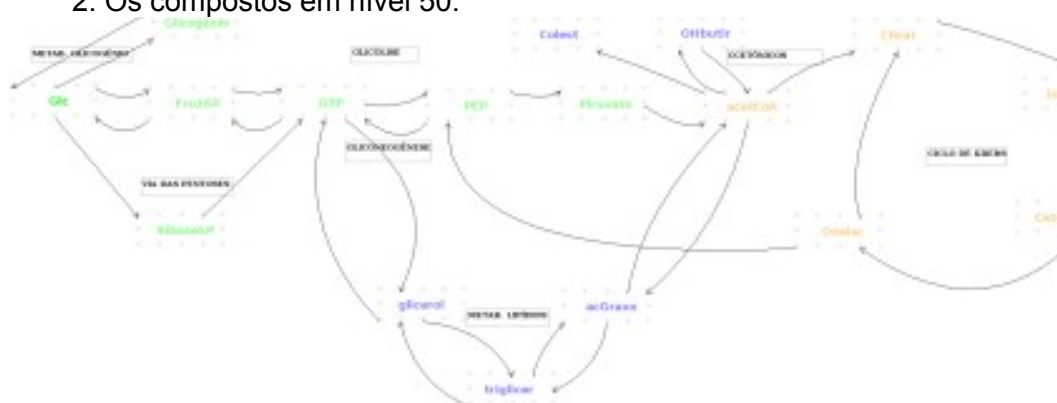 2. Os compostos em nível 50.
Glicogênio
Colest
OHbutir
Citrat
METAB. GLICOGÊNIO
GLICÓLISE
CETÔNICOS
Glc
Frut6P
G3P
PEP
Piruvato
acetCoA
GLICONEOGÊNESE
CICLO DE KREBS
VIA DAS PENTOSES
Ribose5P
Oxalac
glicerol
METAB. LIPÍDIOS
acGraxo
triglicer